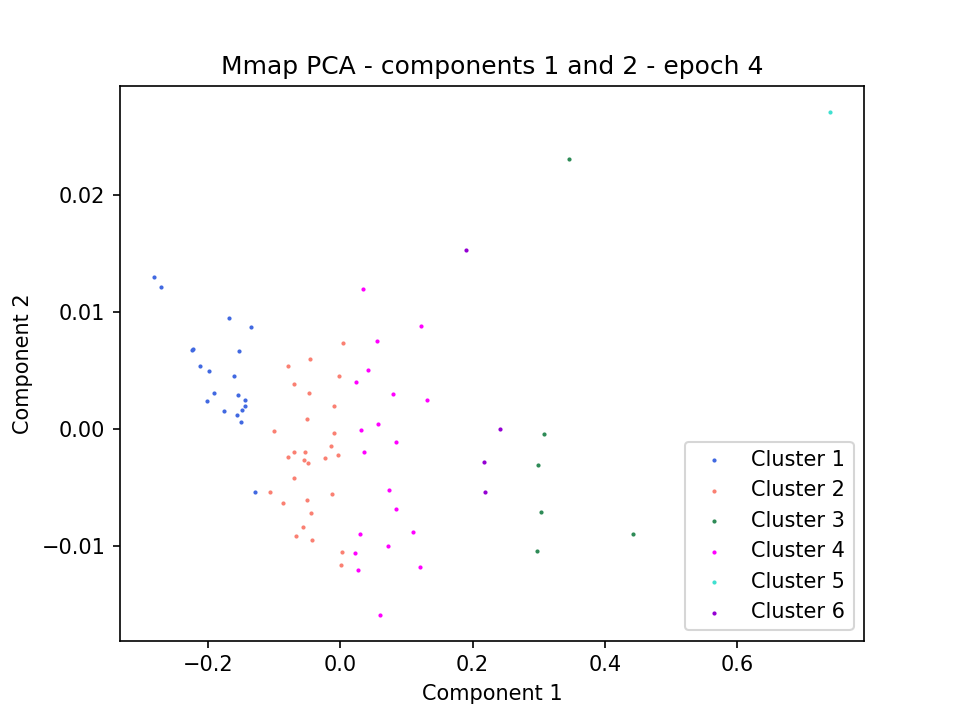 Mmap PCA - components 1 and 2 - epoch 4
Component 2
0.02
0.01
0.00
−0.01
Cluster 1
Cluster 2
Cluster 3
Cluster 4
Cluster 5
Cluster 6
−0.2
0.0
0.2
0.4
0.6
Component 1